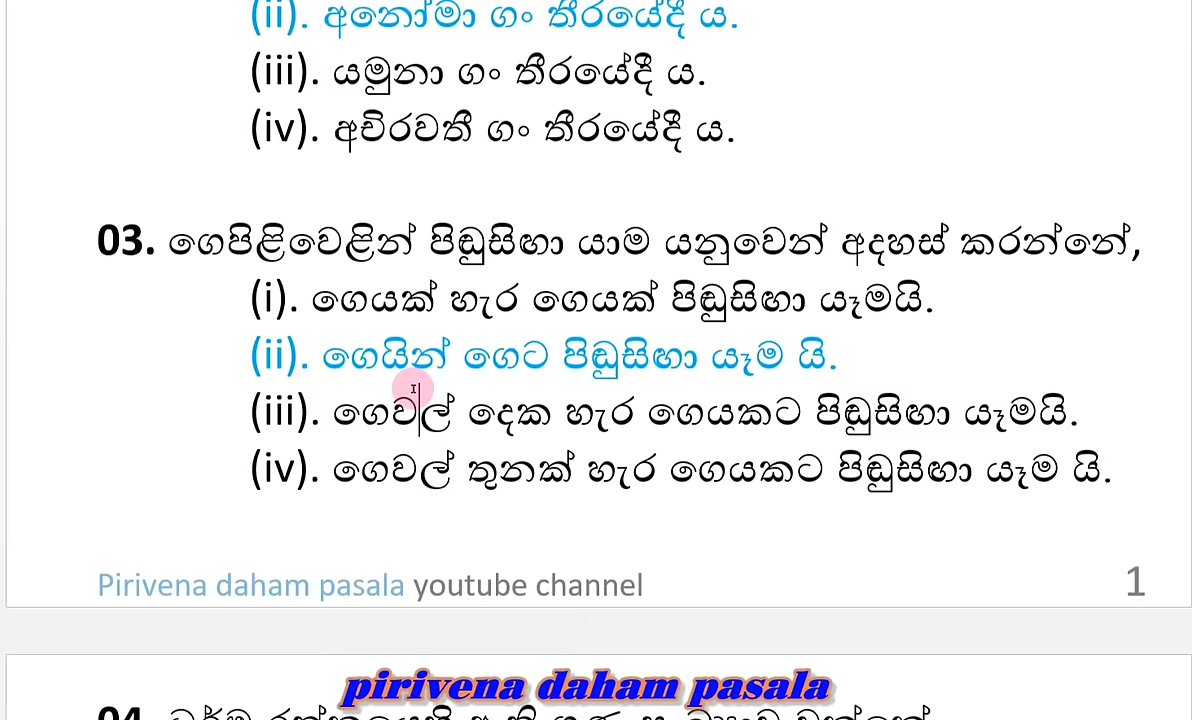 (ii). අනෝමා ගං තීරයේදී ය.
(iii). යමුනා ගං තීරයේදී ය.
(iv). අචිරවතී ගං තීරයේදී ය.
03. ගෙපිළිවෙළින් පිඬුසිඟා යාම යනුවෙන් අදහස් කරන්නේ,
(i). ගෙයක් හැර ගෙයක් පිඬුසිඟා යෑමයි.
(ii). ගෙයින් ගෙට පිඬුසිඟා යෑම යි.
(iii). ගෙවල් දෙක හැර ගෙයකට පිඬුසිඟා යෑමයි.
(iv). ගෙවල් තුනක් හැර ගෙයකට පිඬුසිඟා යෑම යි.
Pirivena daham pasala youtube channel 1
pirivena daham pasala
04.